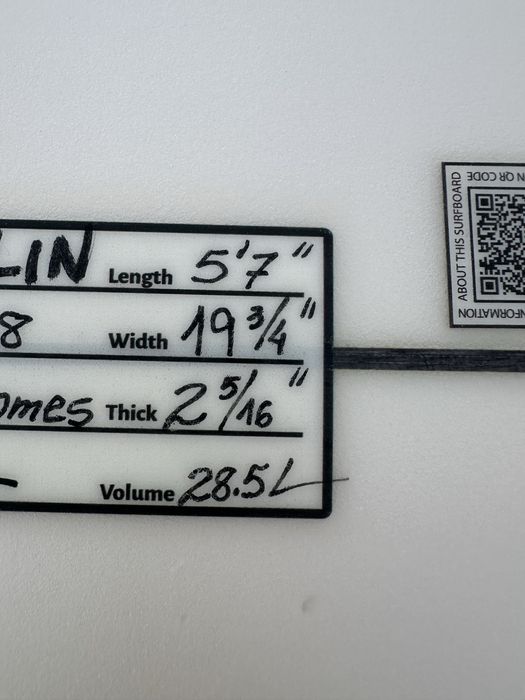 LIN Length 5'7"
8 Width 19 3/4"
omes Thick 2 5/16"
Volume 28.5L
ABOUT THIS SURFBOARD
N QR CODE
INFORMATION